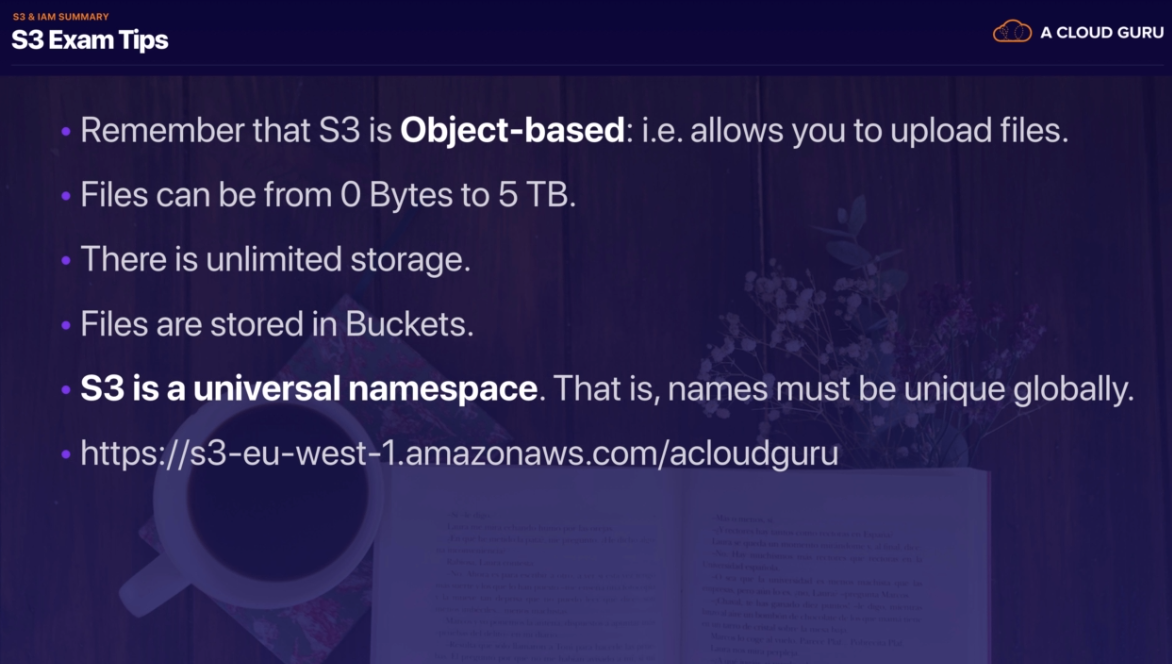 S3 & IAM SUMMARY
S3 Exam Tips
A CLOUD GURU
• Remember that S3 is Object-based: i.e. allows you to upload files.
• Files can be from 0 Bytes to 5 TB.
• There is unlimited storage.
• Files are stored in Buckets.
• S3 is a universal namespace. That is, names must be unique globally.
• https://s3-eu-west-1.amazonaws.com/acloudguru